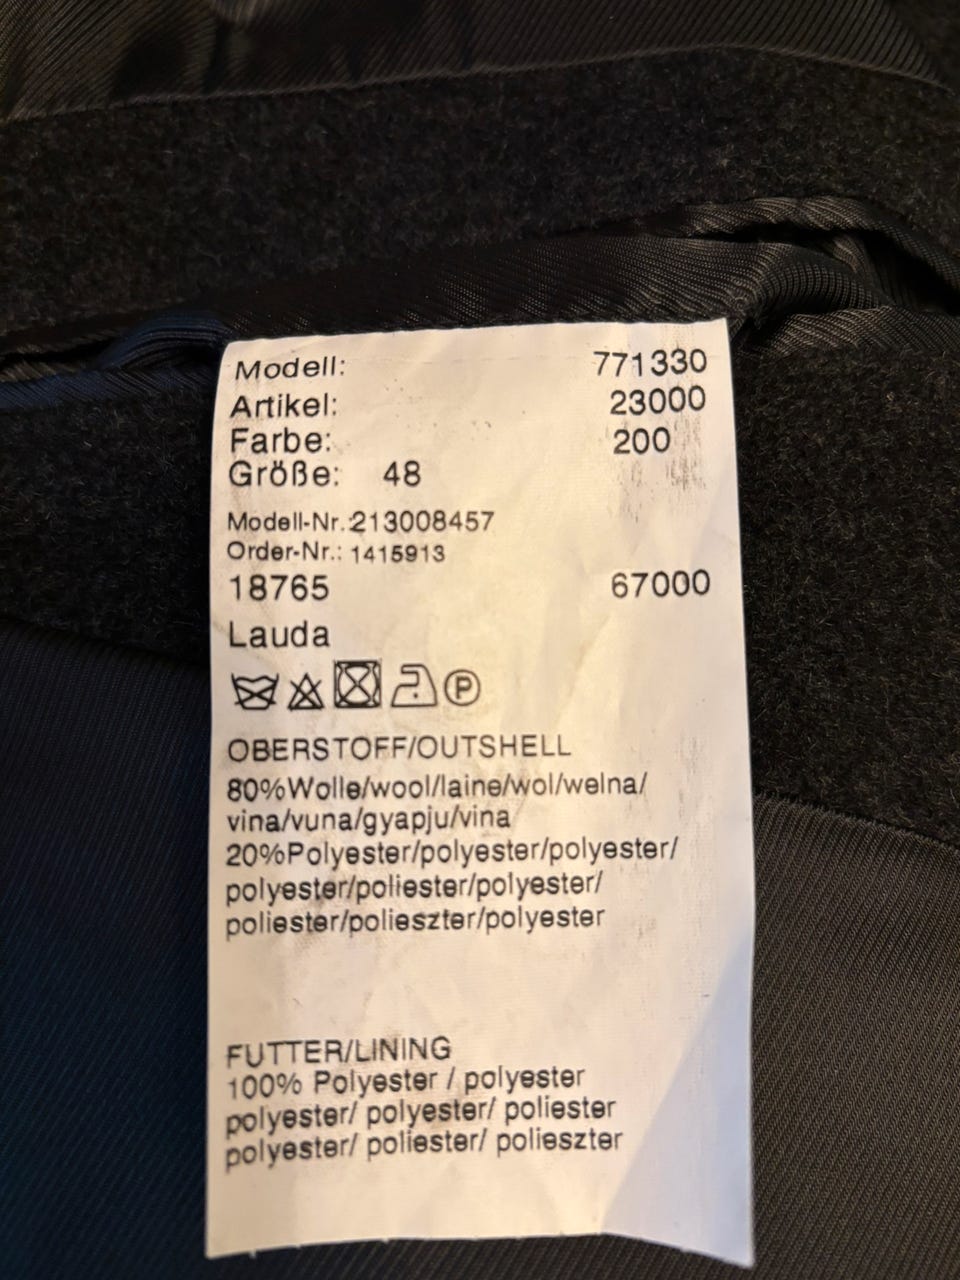 Modell: 771330
Artikel: 23000
Farbe: 200
Größe: 48
Modell-Nr.:213008457
Order-Nr.: 1415913
18765 67000
Lauda
P
OBERSTOFF/OUTSHELL
80%Wolle/wool/laine/wol/welna/
vina/vuna/gyapju/vina
20%Polyester/polyester/polyester/
polyester/poliester/polyester/
poliester/polieszter/polyester
FUTTER/LINING
100% Polyester / polyester
polyester/ polyester/ poliester
polyester/ poliester/ polieszter